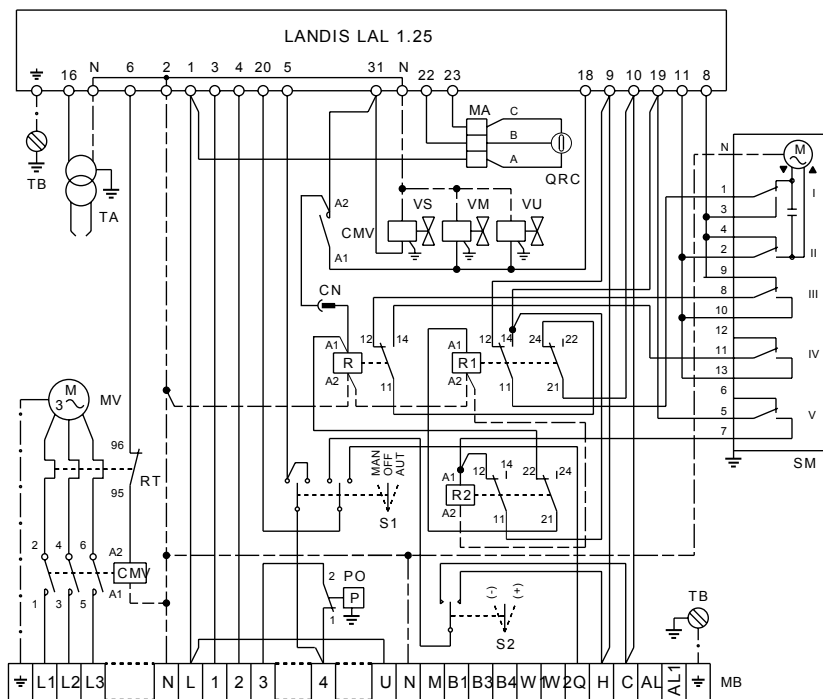 LANDIS LAL 1.25
16 N 6 2 1 3 4 20 5 31 N 22 23 18 9 10 19 11 8
TB
TA
MA
C
B
A
QRC
N
M
1
I
3
4
2
II
9
8
III
10
12
11
IV
13
6
5
V
7
SM
A2
CMV
A1
VS
VM
VU
CN
A1
R
A2
12
14
11
A1
R1
A2
12
14
11
24
22
21
M
3
MV
96
95
RT
MAN
OFF
AUT
S1
A1
R2
A2
12
14
11
22
24
21
2 4 6
A2
CMV
A1
1 3 5
2
PO
P
1
(-)
(+)
S2
TB
L1 L2 L3 N L 1 2 3 4 U N M B1 B3 B4 W1 W2 Q H C AL AL1
MB